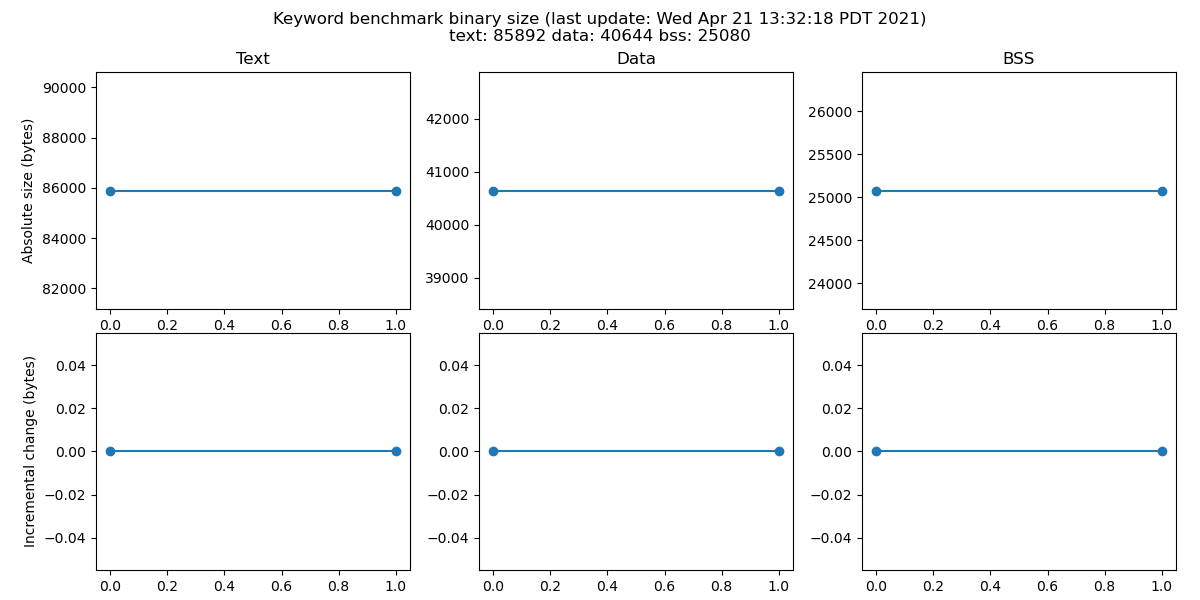 Keyword benchmark binary size (last update: Wed Apr 21 13:32:18 PDT 2021)
text: 85892 data: 40644 bss: 25080
Text
Data
BSS
Absolute size (bytes)
90000
88000
86000
84000
82000
0.0 0.2 0.4 0.6 0.8 1.0
42000
41000
40000
39000
0.0 0.2 0.4 0.6 0.8 1.0
26000
25500
25000
24500
24000
0.0 0.2 0.4 0.6 0.8 1.0
Incremental change (bytes)
0.04
0.02
0.00
−0.02
−0.04
0.0 0.2 0.4 0.6 0.8 1.0
0.04
0.02
0.00
−0.02
−0.04
0.0 0.2 0.4 0.6 0.8 1.0
0.04
0.02
0.00
−0.02
−0.04
0.0 0.2 0.4 0.6 0.8 1.0